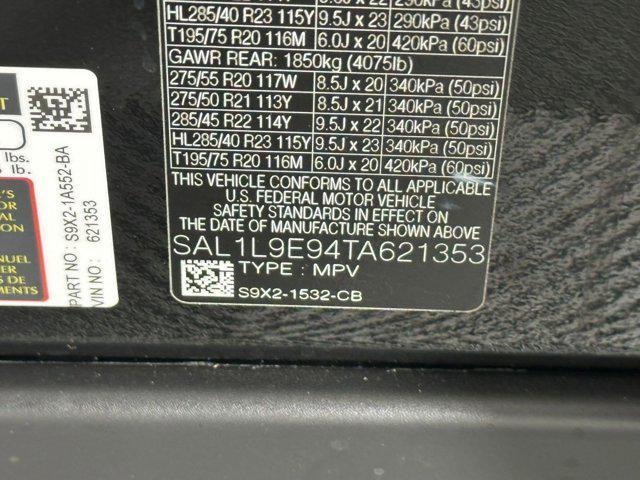 HL285/40 R23 115Y 9.5J x 23 290kPa (43psi)
T195/75 R20 116M 6.0J x 20 420kPa (60psi)
GAWR REAR: 1850kg (4075lb)
275/55 R20 117W 8.5J x 20 340kPa (50psi)
275/50 R21 113Y 8.5J x 21 340kPa (50psi)
285/45 R22 114Y 9.5J x 22 340kPa (50psi)
HL285/40 R23 115Y 9.5J x 23 340kPa (50psi)
T195/75 R20 116M 6.0J x 20 420kPa (60psi)
THIS VEHICLE CONFORMS TO ALL APPLICABLE
U.S. FEDERAL MOTOR VEHICLE
SAFETY STANDARDS IN EFFECT ON
THE DATE OF MANUFACTURE SHOWN ABOVE
SAL1L9E94TA621353
TYPE : MPV
S9X2-1532-CB
lbs.
lb.
PART NO : S9X2-1A552-BA
VIN NO : 621353